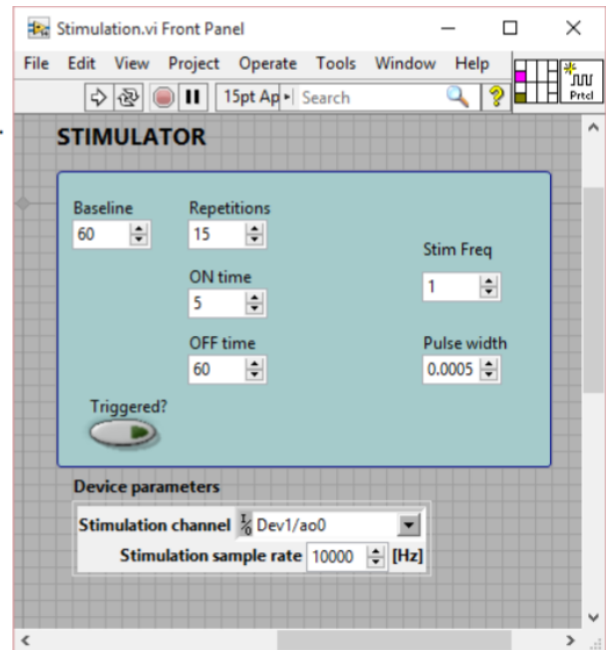 Stimulation.vi Front Panel
File Edit View Project Operate Tools Window Help
15pt Ap Search
Prtcl
STIMULATOR
Baseline Repetitions
60 15
Stim Freq
ON time
1
5
OFF time Pulse width
60 0.0005
Triggered?
Device parameters
Stimulation channel I/O Dev1/ao0
Stimulation sample rate 10000 [Hz]